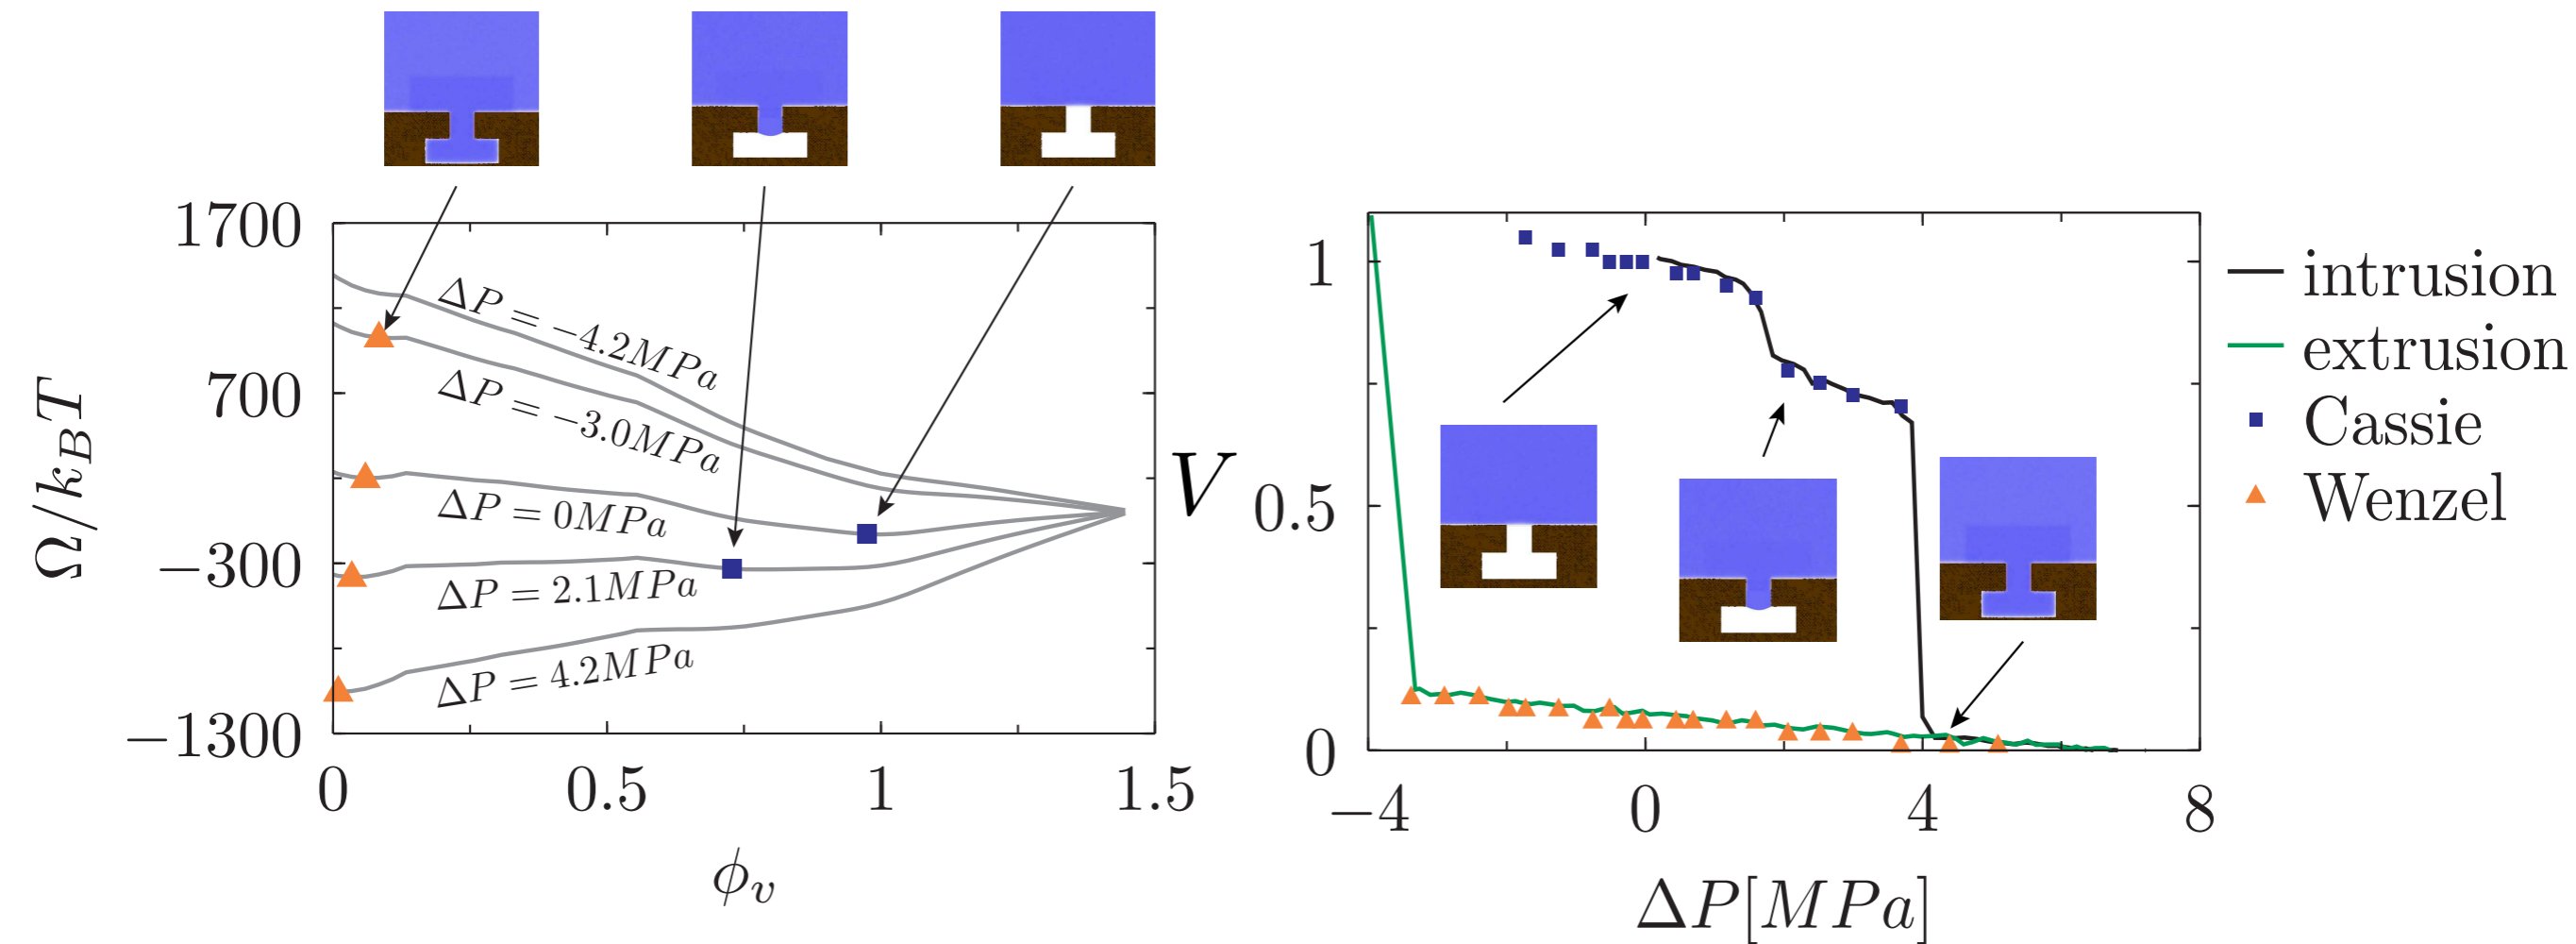 1700
700
−300
−1300
Ω/k_BT
0
0.5
1
1.5
ϕ_v
ΔP = −4.2MPa
ΔP = −3.0MPa
ΔP = 0MPa
ΔP = 2.1MPa
ΔP = 4.2MPa
V
1
0.5
0
−4
0
4
8
ΔP[MPa]
intrusion
extrusion
Cassie
Wenzel